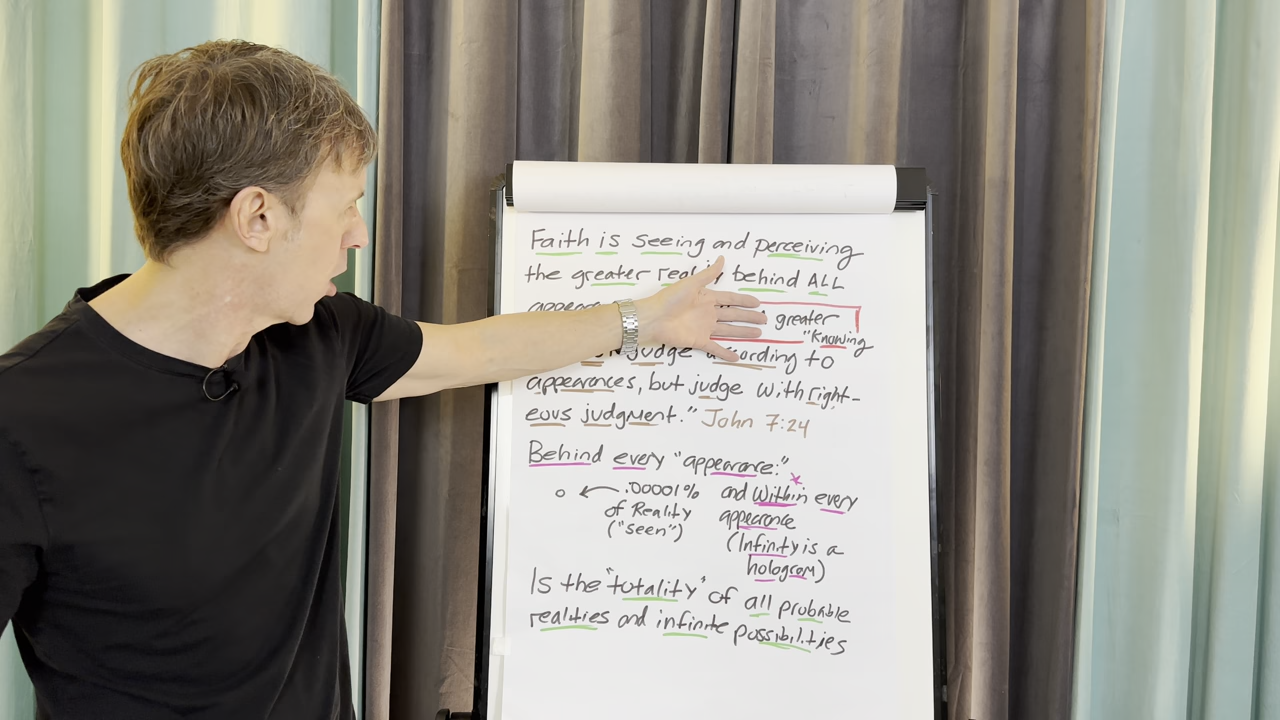 Faith is seeing and perceiving
the greater reality behind ALL
greater
"Knowing
judge according to
appearances, but judge with right-
eous judgment." John 7:24
Behind every "appearance:"
.00001% and within every
of Reality appearance
("seen") (Infinity is a
hologram)
Is the "totality" of all probable
realities and infinite possibilities